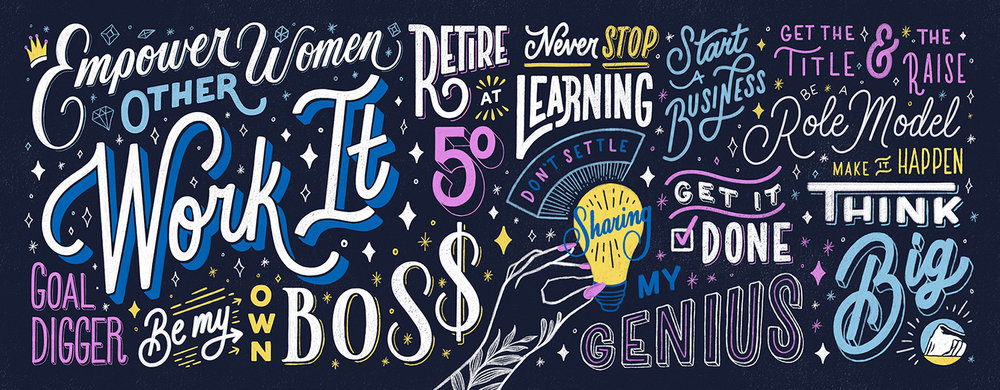 Empower Women
Other
Work It
Goal
Digger
Be my
Own
Bos$
Retire
at
50
Never Stop
Learning
Don't Settle
Sharing
My
Genius
Start
a
Business
Get the
Title
&
The
Raise
Be a
Role Model
Make it Happen
Get it
Done
Think
Big